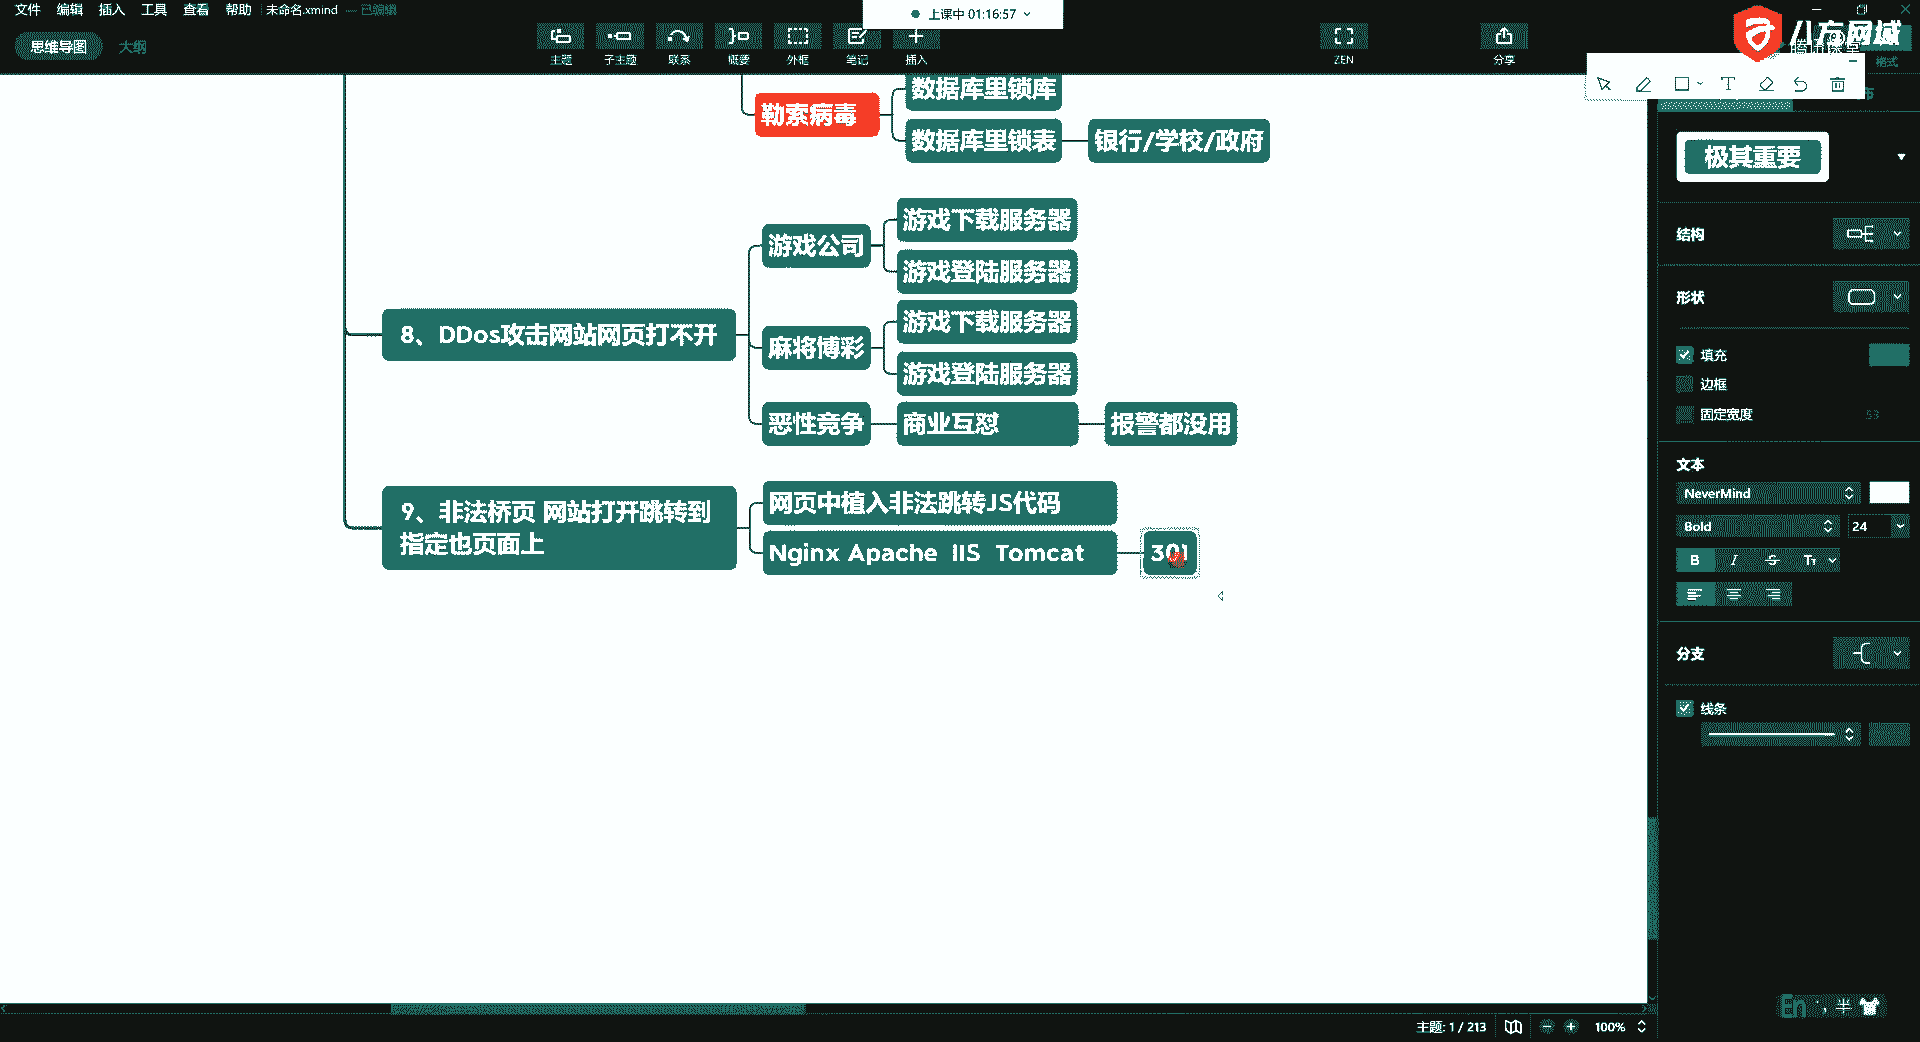 文件 编辑 插入 工具 查看 帮助 未命名.xmind — 已编辑
上课中 01:16:57
八方网域
腾讯课堂
思维导图 大纲
主题 子主题 联系 概要 外框 笔记 插入 ZEN 分享 格式
数据库里锁库
勒索病毒
数据库里锁表 银行/学校/政府
极其重要
游戏下载服务器
游戏公司
游戏登陆服务器
8、DDos攻击网站网页打不开
游戏下载服务器
麻将博彩
游戏登陆服务器
恶性竞争 商业互怼 报警都没用
9、非法桥页 网站打开跳转到
指定也页面上
网页中植入非法跳转JS代码
Nginx Apache IIS Tomcat 301
结构
形状
填充
边框
固定宽度 53
文本
NeverMind
Bold 24
B I S Tт
分支
线条
En 半
主题: 1 / 213 100%